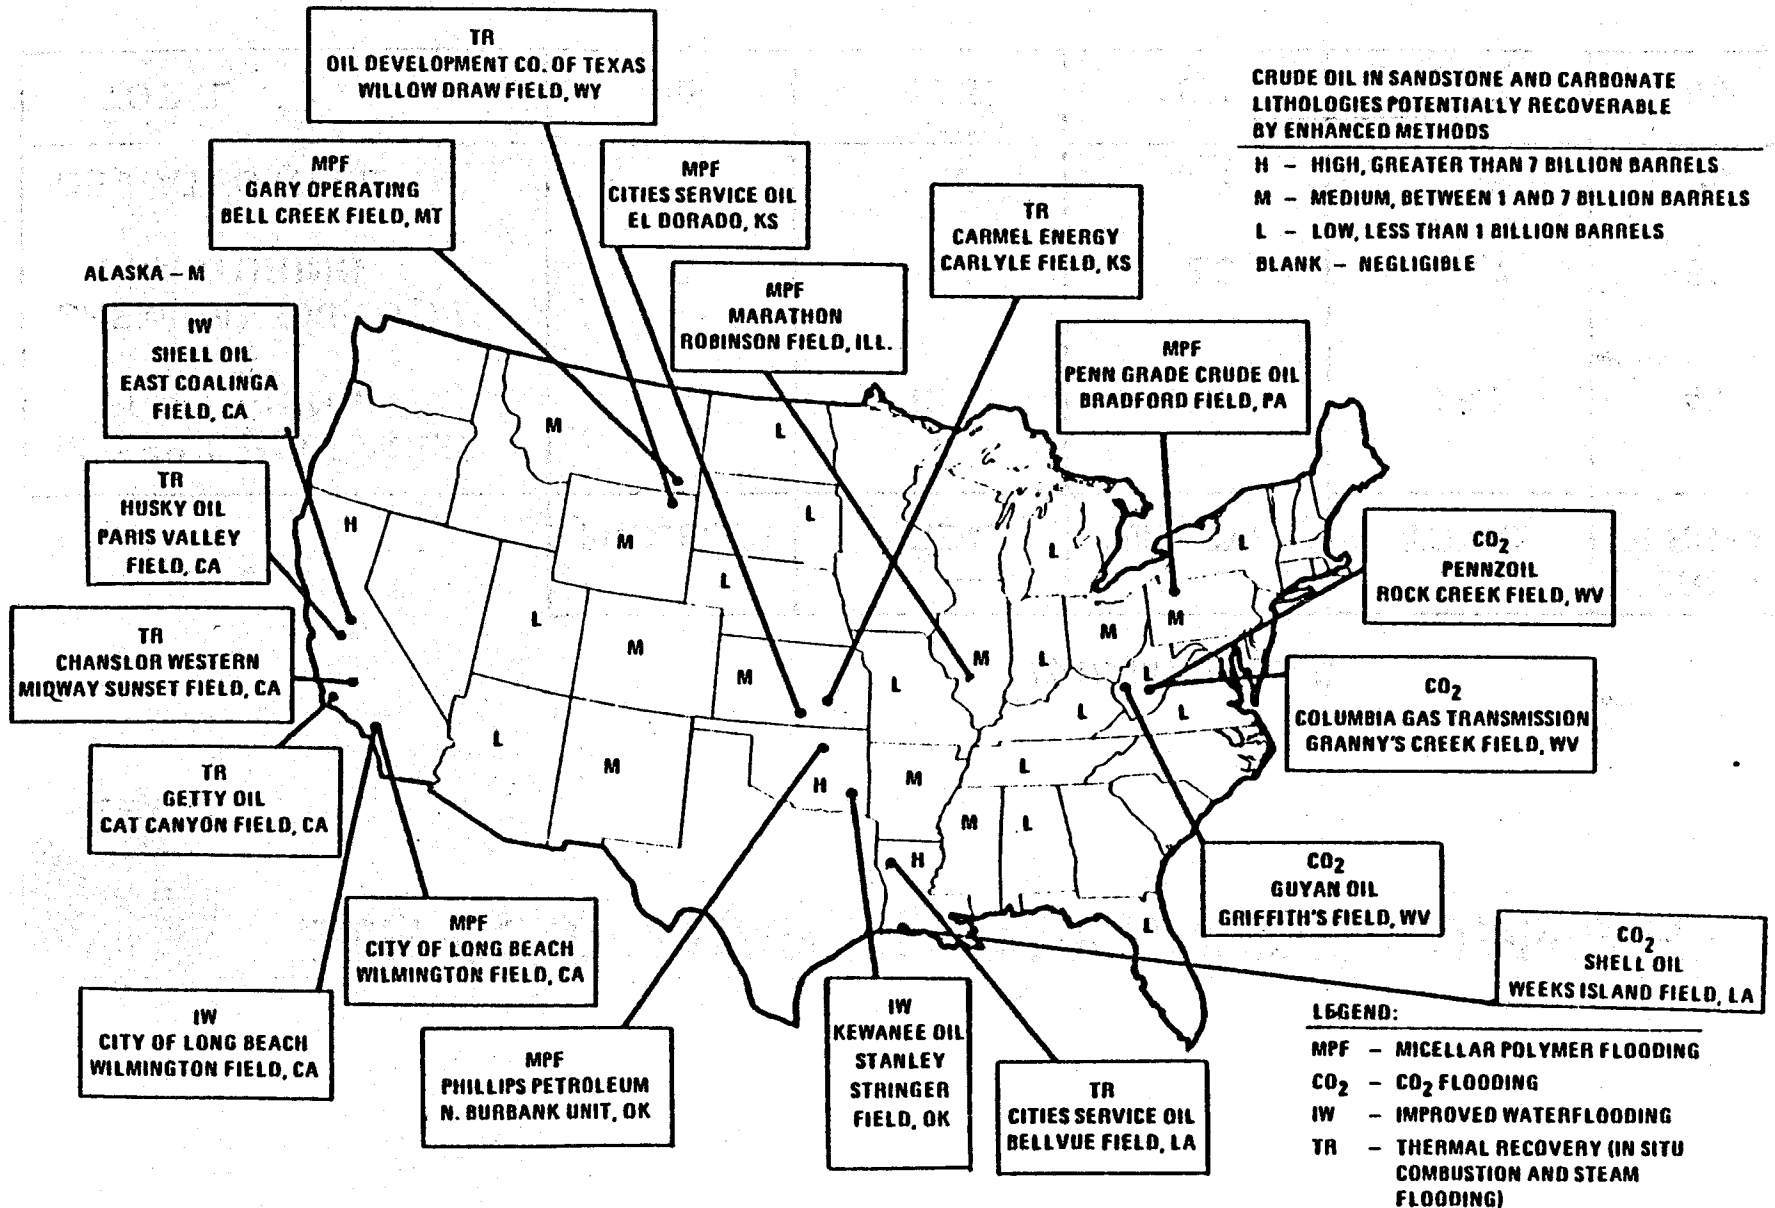 TR
OIL DEVELOPMENT CO. OF TEXAS
WILLOW DRAW FIELD, WY
CRUDE OIL IN SANDSTONE AND CARBONATE
LITHOLOGIES POTENTIALLY RECOVERABLE
BY ENHANCED METHODS
H – HIGH, GREATER THAN 7 BILLION BARRELS
M – MEDIUM, BETWEEN 1 AND 7 BILLION BARRELS
L – LOW, LESS THAN 1 BILLION BARRELS
BLANK – NEGLIGIBLE
MPF
GARY OPERATING
BELL CREEK FIELD, MT
MPF
CITIES SERVICE OIL
EL DORADO, KS
TR
CARMEL ENERGY
CARLYLE FIELD, KS
ALASKA – M
MPF
MARATHON
ROBINSON FIELD, ILL.
IW
SHELL OIL
EAST COALINGA
FIELD, CA
MPF
PENN GRADE CRUDE OIL
BRADFORD FIELD, PA
TR
HUSKY OIL
PARIS VALLEY
FIELD, CA
CO₂
PENNZOIL
ROCK CREEK FIELD, WV
TR
CHANSLOR WESTERN
MIDWAY SUNSET FIELD, CA
CO₂
COLUMBIA GAS TRANSMISSION
GRANNY'S CREEK FIELD, WV
TR
GETTY OIL
CAT CANYON FIELD, CA
CO₂
GUYAN OIL
GRIFFITH'S FIELD, WV
MPF
CITY OF LONG BEACH
WILMINGTON FIELD, CA
CO₂
SHELL OIL
WEEKS ISLAND FIELD, LA
IW
CITY OF LONG BEACH
WILMINGTON FIELD, CA
MPF
PHILLIPS PETROLEUM
N. BURBANK UNIT, OK
IW
KEWANEE OIL
STANLEY
STRINGER
FIELD, OK
TR
CITIES SERVICE OIL
BELLVUE FIELD, LA
M
L
H
M
L
L
L
L
M
M
L
M
M
L
M
L
L
L
L
L
M
H
M
L
M
L
H
L
LEGEND:
MPF – MICELLAR POLYMER FLOODING
CO₂ – CO₂ FLOODING
IW – IMPROVED WATERFLOODING
TR – THERMAL RECOVERY (IN SITU
COMBUSTION AND STEAM
FLOODING)